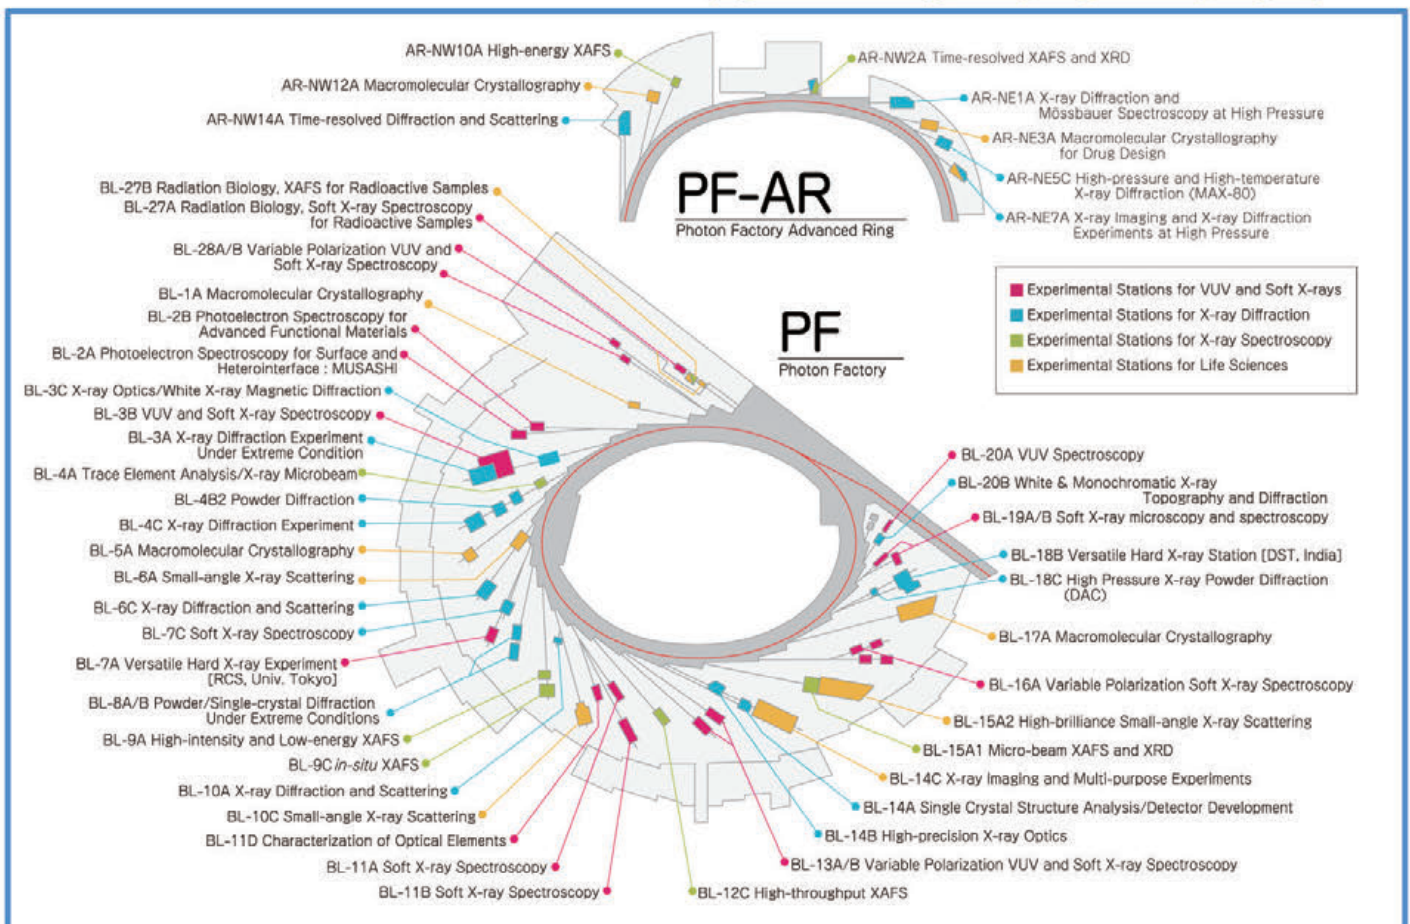 AR-NW10A High-energy XAFS
AR-NW12A Macromolecular Crystallography
AR-NW14A Time-resolved Diffraction and Scattering
AR-NW2A Time-resolved XAFS and XRD
AR-NE1A X-ray Diffraction and
Mössbauer Spectroscopy at High Pressure
AR-NE3A Macromolecular Crystallography
for Drug Design
AR-NE5C High-pressure and High-temperature
X-ray Diffraction (MAX-80)
AR-NE7A X-ray Imaging and X-ray Diffraction
Experiments at High Pressure
PF-AR
Photon Factory Advanced Ring
BL-27B Radiation Biology, XAFS for Radioactive Samples
BL-27A Radiation Biology, Soft X-ray Spectroscopy
for Radioactive Samples
BL-28A/B Variable Polarization VUV and
Soft X-ray Spectroscopy
BL-1A Macromolecular Crystallography
BL-2B Photoelectron Spectroscopy for
Advanced Functional Materials
BL-2A Photoelectron Spectroscopy for Surface and
Heterointerface : MUSASHI
BL-3C X-ray Optics/White X-ray Magnetic Diffraction
BL-3B VUV and Soft X-ray Spectroscopy
BL-3A X-ray Diffraction Experiment
Under Extreme Condition
BL-4A Trace Element Analysis/X-ray Microbeam
BL-4B2 Powder Diffraction
BL-4C X-ray Diffraction Experiment
BL-5A Macromolecular Crystallography
BL-6A Small-angle X-ray Scattering
BL-6C X-ray Diffraction and Scattering
BL-7C Soft X-ray Spectroscopy
BL-7A Versatile Hard X-ray Experiment
[RCS, Univ. Tokyo]
BL-8A/B Powder/Single-crystal Diffraction
Under Extreme Conditions
BL-9A High-intensity and Low-energy XAFS
BL-9C in-situ XAFS
BL-10A X-ray Diffraction and Scattering
BL-10C Small-angle X-ray Scattering
BL-11D Characterization of Optical Elements
BL-11A Soft X-ray Spectroscopy
BL-11B Soft X-ray Spectroscopy
PF
Photon Factory
Experimental Stations for VUV and Soft X-rays
Experimental Stations for X-ray Diffraction
Experimental Stations for X-ray Spectroscopy
Experimental Stations for Life Sciences
BL-20A VUV Spectroscopy
BL-20B White & Monochromatic X-ray
Topography and Diffraction
BL-19A/B Soft X-ray microscopy and spectroscopy
BL-18B Versatile Hard X-ray Station [DST, India]
BL-18C High Pressure X-ray Powder Diffraction
(DAC)
BL-17A Macromolecular Crystallography
BL-16A Variable Polarization Soft X-ray Spectroscopy
BL-15A2 High-brilliance Small-angle X-ray Scattering
BL-15A1 Micro-beam XAFS and XRD
BL-14C X-ray Imaging and Multi-purpose Experiments
BL-14A Single Crystal Structure Analysis/Detector Development
BL-14B High-precision X-ray Optics
BL-13A/B Variable Polarization VUV and Soft X-ray Spectroscopy
BL-12C High-throughput XAFS